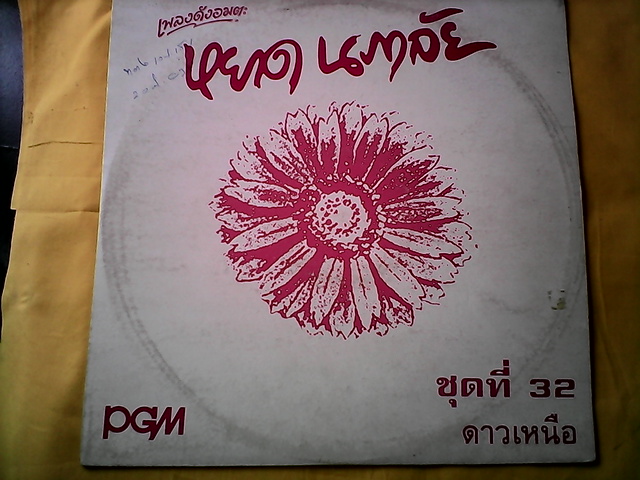 เพลงดังอมตะ
หยาด นภาลัย
ชุดที่ 32
PGM
ดาวเหนือ